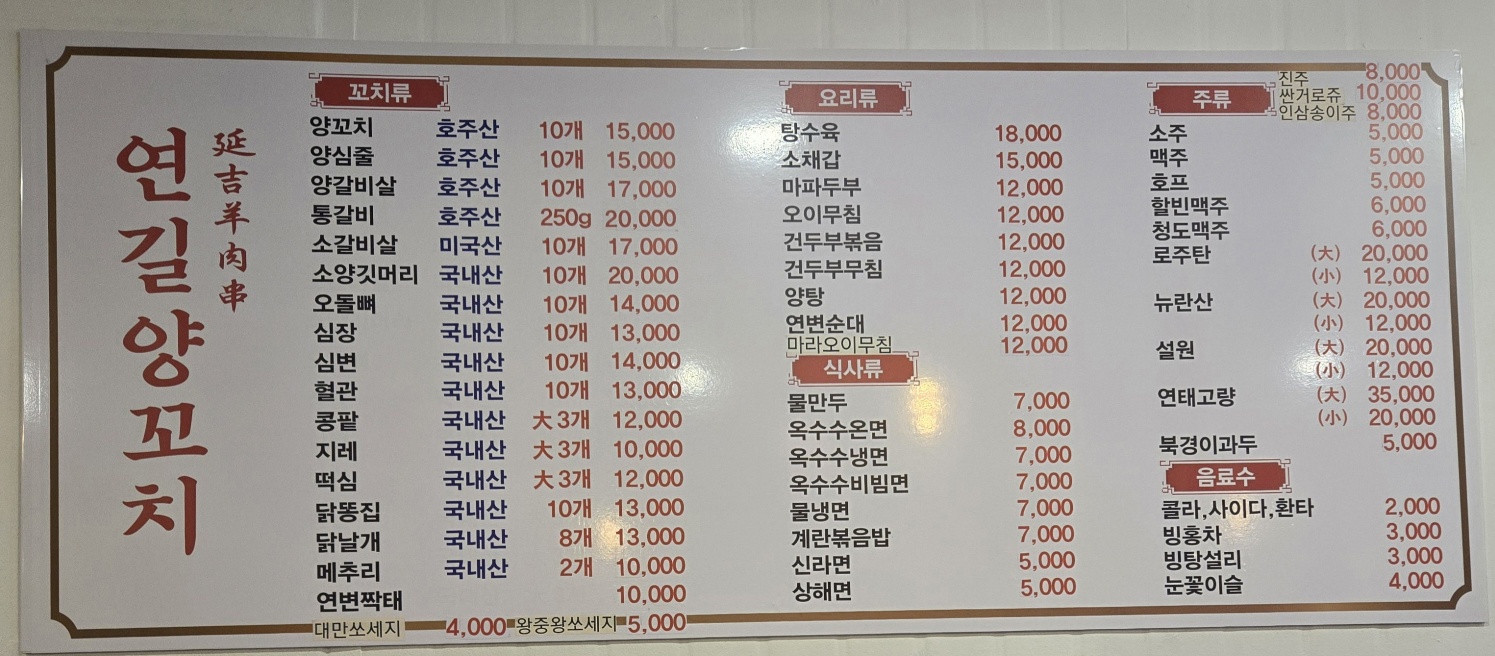 연길양꼬치
延吉羊肉串
꼬치류
양꼬치 호주산 10개 15,000
양심줄 호주산 10개 15,000
양갈비살 호주산 10개 17,000
통갈비 호주산 250g 20,000
소갈비살 미국산 10개 17,000
소양깃머리 국내산 10개 20,000
오돌뼈 국내산 10개 14,000
심장 국내산 10개 13,000
심변 국내산 10개 14,000
혈관 국내산 10개 13,000
콩팥 국내산 大 3개 12,000
지레 국내산 大 3개 10,000
떡심 국내산 大 3개 12,000
닭똥집 국내산 10개 13,000
닭날개 국내산 8개 13,000
메추리 국내산 2개 10,000
연변짝태 10,000
대만쏘세지 4,000 왕중왕쏘세지 5,000
요리류
탕수육 18,000
소채갑 15,000
마파두부 12,000
오이무침 12,000
건두부볶음 12,000
건두부무침 12,000
양탕 12,000
연변순대 12,000
마라오이무침 12,000
식사류
물만두 7,000
옥수수온면 8,000
옥수수냉면 7,000
옥수수비빔면 7,000
물냉면 7,000
계란볶음밥 7,000
신라면 5,000
상해면 5,000
주류
진주 8,000
싼거로쥬 10,000
인삼송이주 8,000
소주 5,000
맥주 5,000
호프 5,000
할빈맥주 6,000
청도맥주 6,000
로주탄 (大) 20,000
(小) 12,000
뉴란산 (大) 20,000
(小) 12,000
설원 (大) 20,000
(小) 12,000
연태고량 (大) 35,000
(小) 20,000
북경이과두 5,000
음료수
콜라,사이다,환타 2,000
빙홍차 3,000
빙탕설리 3,000
눈꽃이슬 4,000